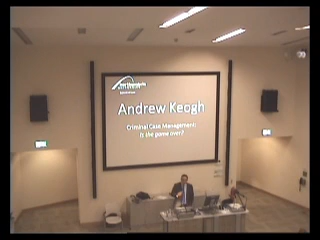 Andrew Keogh
Criminal Case Management:
Is the game over?